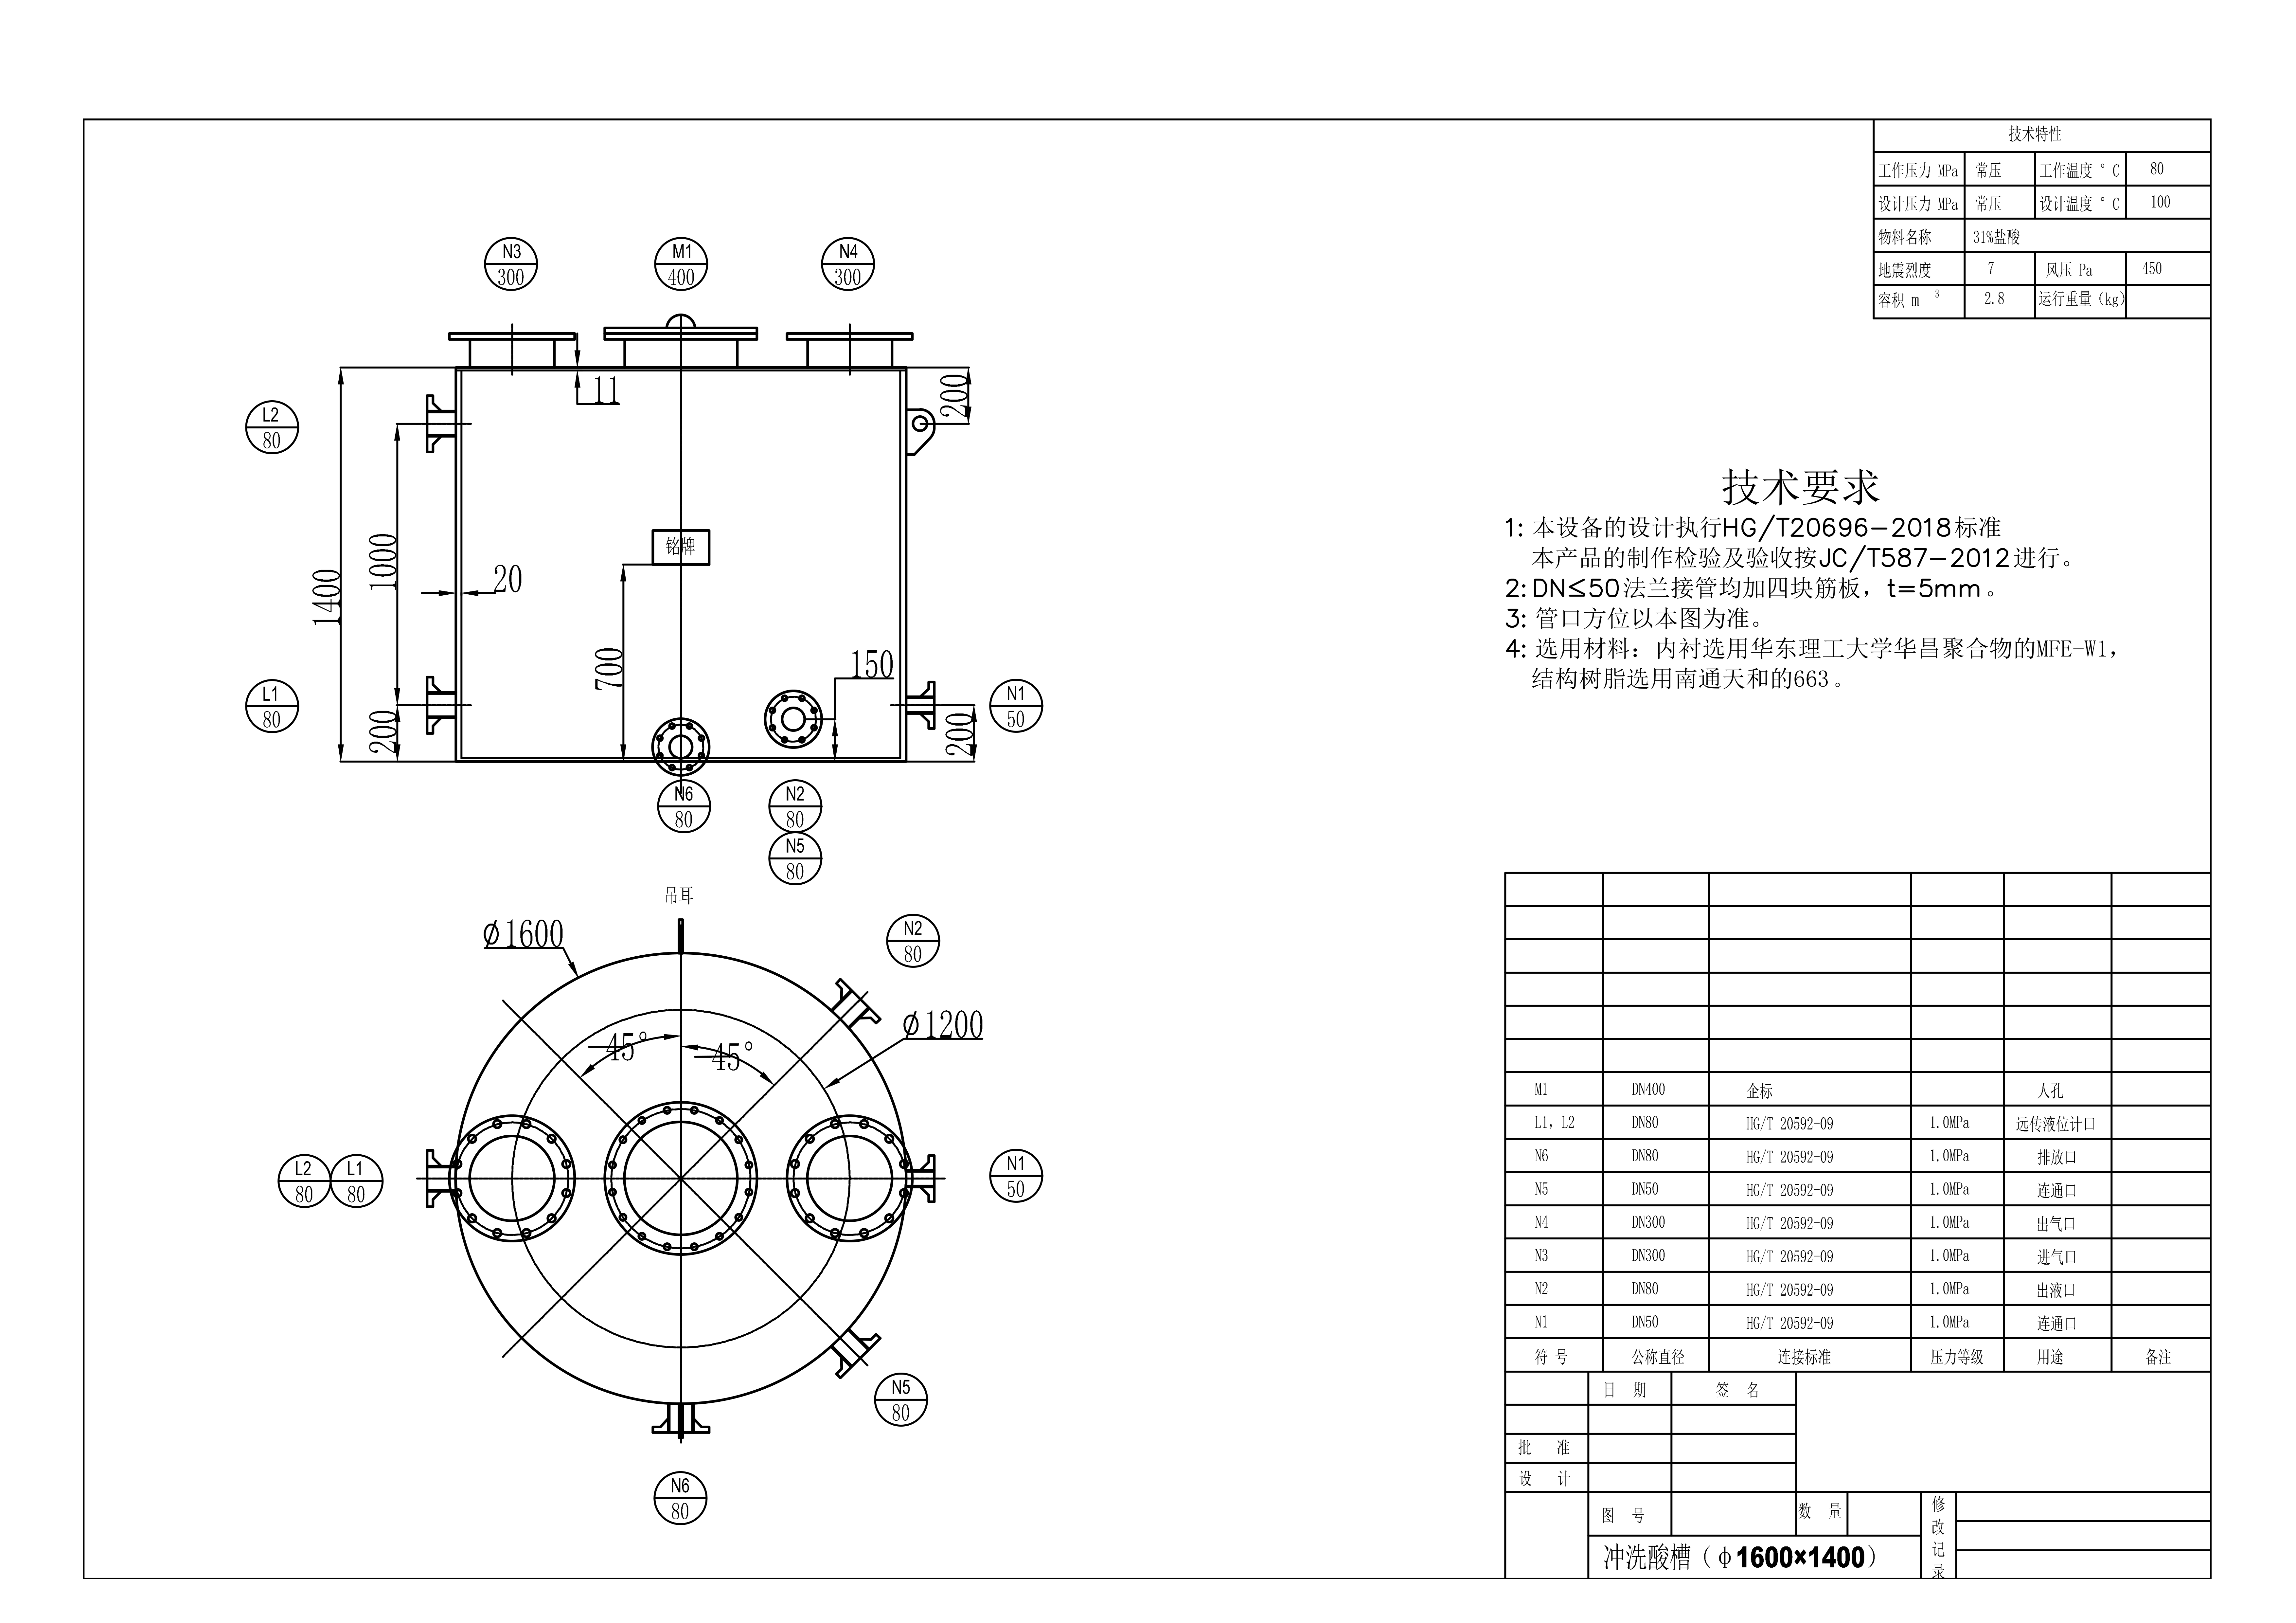 技术特性
工作压力 MPa 常压 工作温度 °C 80
设计压力 MPa 常压 设计温度 °C 100
物料名称 31%盐酸
地震烈度 7 风压 Pa 450
容积 m 3 2.8 运行重量(kg)
N3 300
M1 400
N4 300
11
200
L2 80
1400
1000
20
铭牌
700
150
L1 80
200
200
N1 50
N6 80
N2 80
N5 80
技术要求
1: 本设备的设计执行HG/T20696-2018标准
本产品的制作检验及验收按JC/T587-2012进行。
2: DN≤50法兰接管均加四块筋板，t=5mm。
3: 管口方位以本图为准。
4: 选用材料：内衬选用华东理工大学华昌聚合物的MFE-W1，
结构树脂选用南通天和的663。
吊耳
ϕ1600
N2 80
ϕ1200
45°
45°
L2 80
L1 80
N1 50
N5 80
N6 80
M1 DN400 企标 人孔
L1，L2 DN80 HG/T 20592-09 1.0MPa 远传液位计口
N6 DN80 HG/T 20592-09 1.0MPa 排放口
N5 DN50 HG/T 20592-09 1.0MPa 连通口
N4 DN300 HG/T 20592-09 1.0MPa 出气口
N3 DN300 HG/T 20592-09 1.0MPa 进气口
N2 DN80 HG/T 20592-09 1.0MPa 出液口
N1 DN50 HG/T 20592-09 1.0MPa 连通口
符号 公称直径 连接标准 压力等级 用途 备注
日 期 签 名
批 准
设 计
图 号 数 量
修改记录
冲洗酸槽（φ1600×1400）